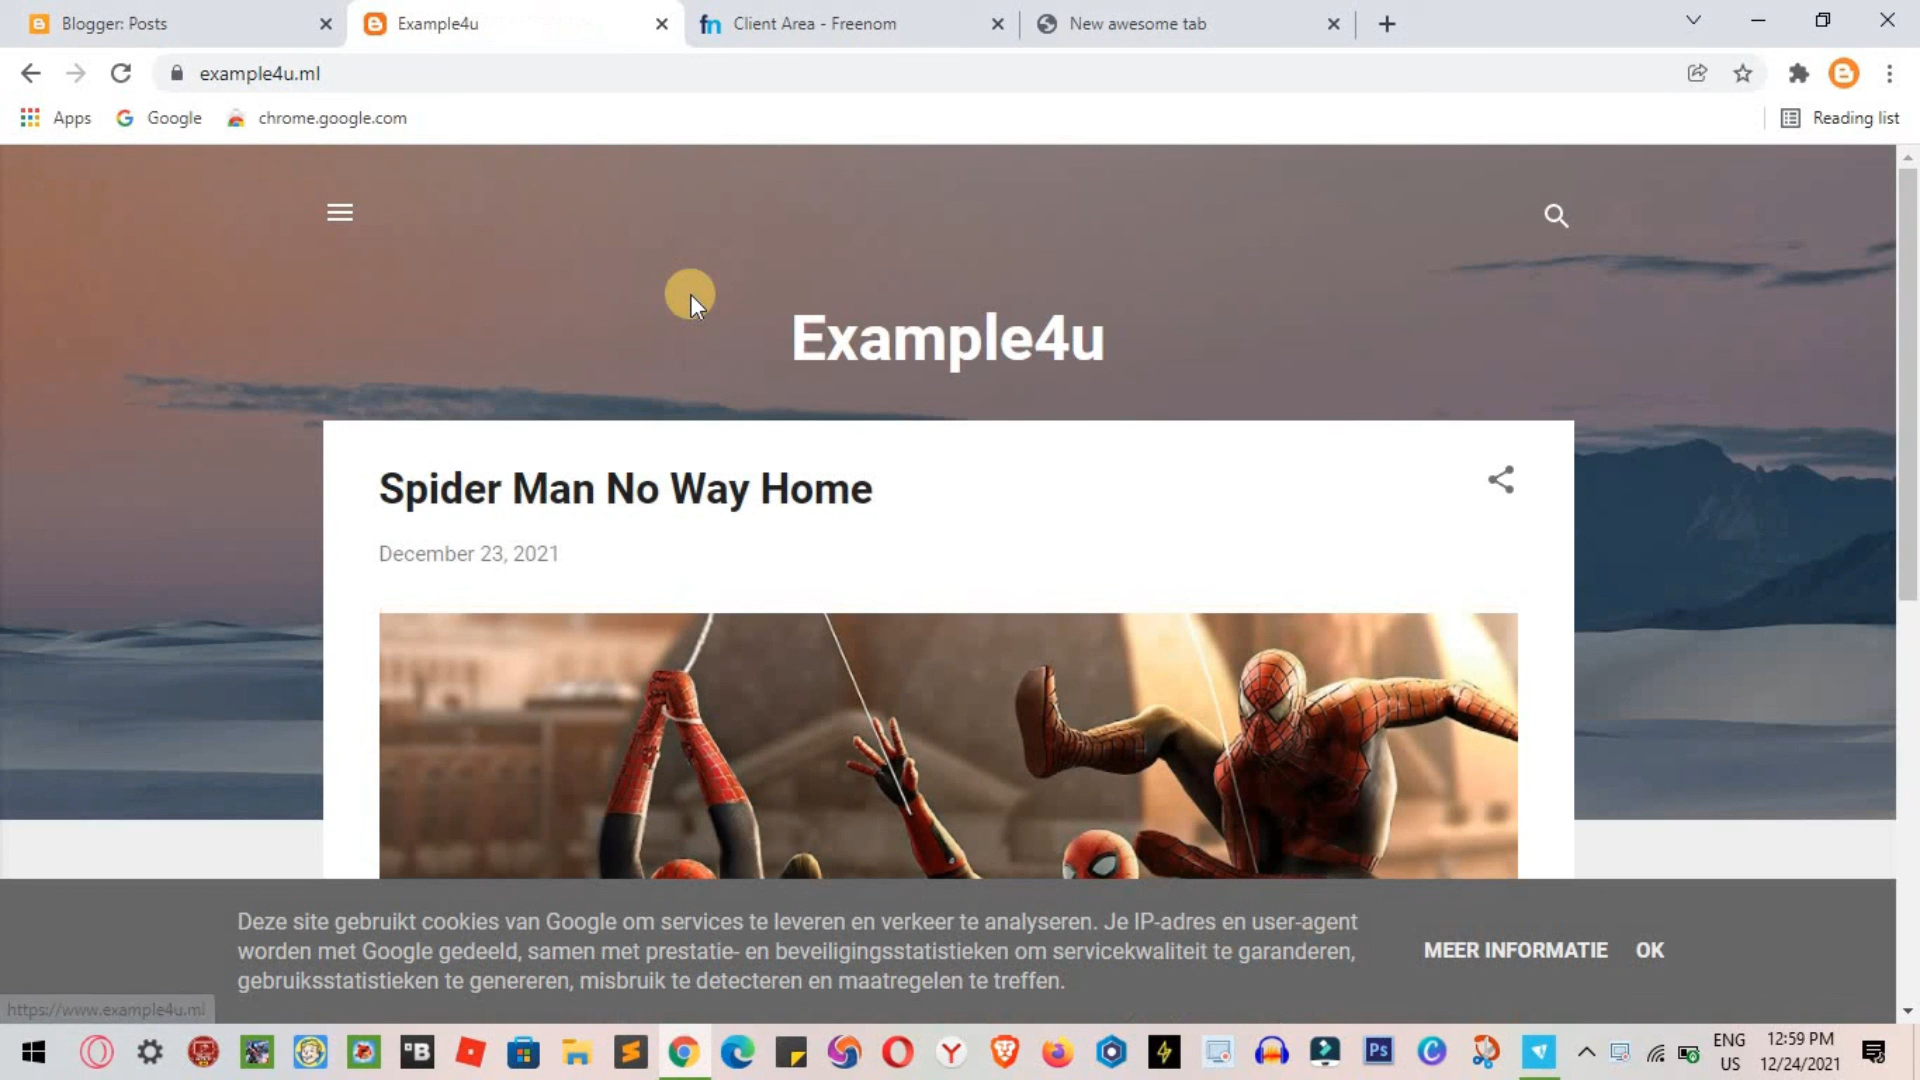 Blogger: Posts
Example4u
Client Area - Freenom
New awesome tab
example4u.ml
Apps
Google
chrome.google.com
Reading list
Example4u
Spider Man No Way Home
December 23, 2021
Deze site gebruikt cookies van Google om services te leveren en verkeer te analyseren. Je IP-adres en user-agent
worden met Google gedeeld, samen met prestatie- en beveiligingsstatistieken om servicekwaliteit te garanderen,
gebruiksstatistieken te genereren, misbruik te detecteren en maatregelen te treffen.
MEER INFORMATIE
OK
https://www.example4u.ml
ENG
US
12:59 PM
12/24/2021